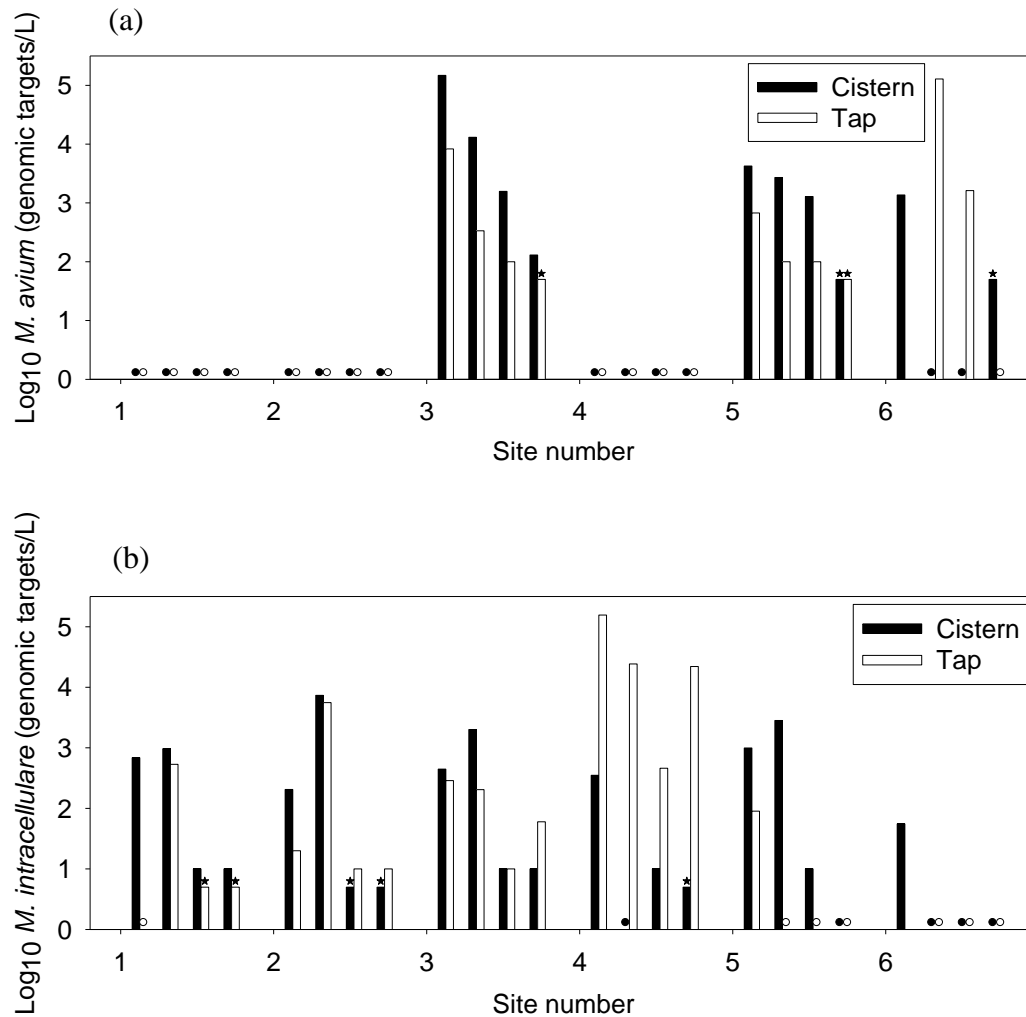 (a)
Log10 M. avium (genomic targets/L)
5
4
3
2
1
0
Cistern
Tap
1 2 3 4 5 6
Site number
(b)
Log10 M. intracellulare (genomic targets/L)
5
4
3
2
1
0
Cistern
Tap
1 2 3 4 5 6
Site number